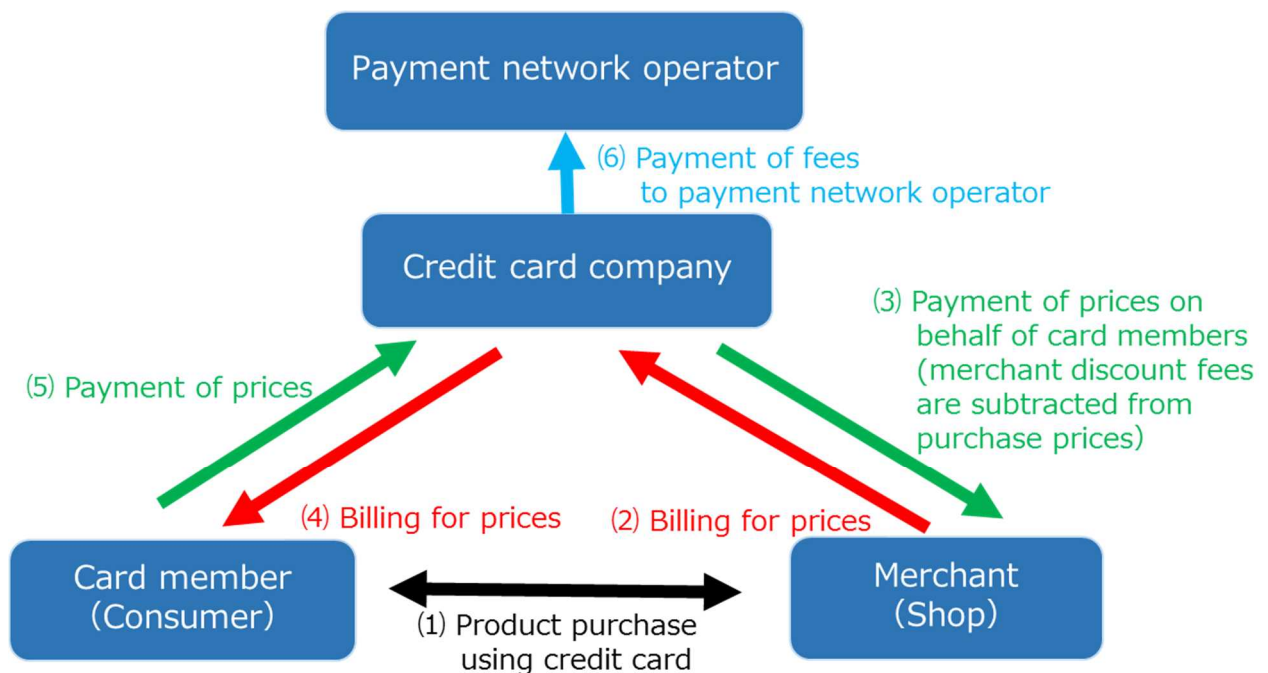 Payment network operator
⑹ Payment of fees
to payment network operator
Credit card company
⑶ Payment of prices on
behalf of card members
(merchant discount fees
are subtracted from
purchase prices)
⑸ Payment of prices
⑷ Billing for prices
⑵ Billing for prices
Card member
(Consumer)
Merchant
(Shop)
⑴ Product purchase
using credit card